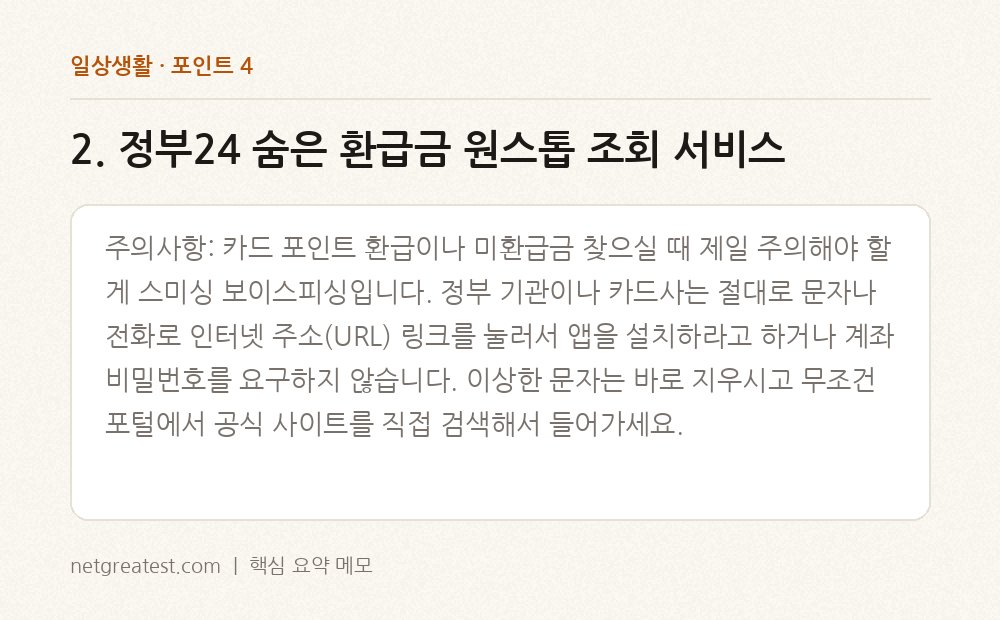 일상생활 · 포인트 4
2. 정부24 숨은 환급금 원스톱 조회 서비스
주의사항: 카드 포인트 환급이나 미환급금 찾으실 때 제일 주의해야 할
게 스미싱 보이스피싱입니다. 정부 기관이나 카드사는 절대로 문자나
전화로 인터넷 주소(URL) 링크를 눌러서 앱을 설치하라고 하거나 계좌
비밀번호를 요구하지 않습니다. 이상한 문자는 바로 지우시고 무조건
포털에서 공식 사이트를 직접 검색해서 들어가세요.
netgreatest.com | 핵심 요약 메모